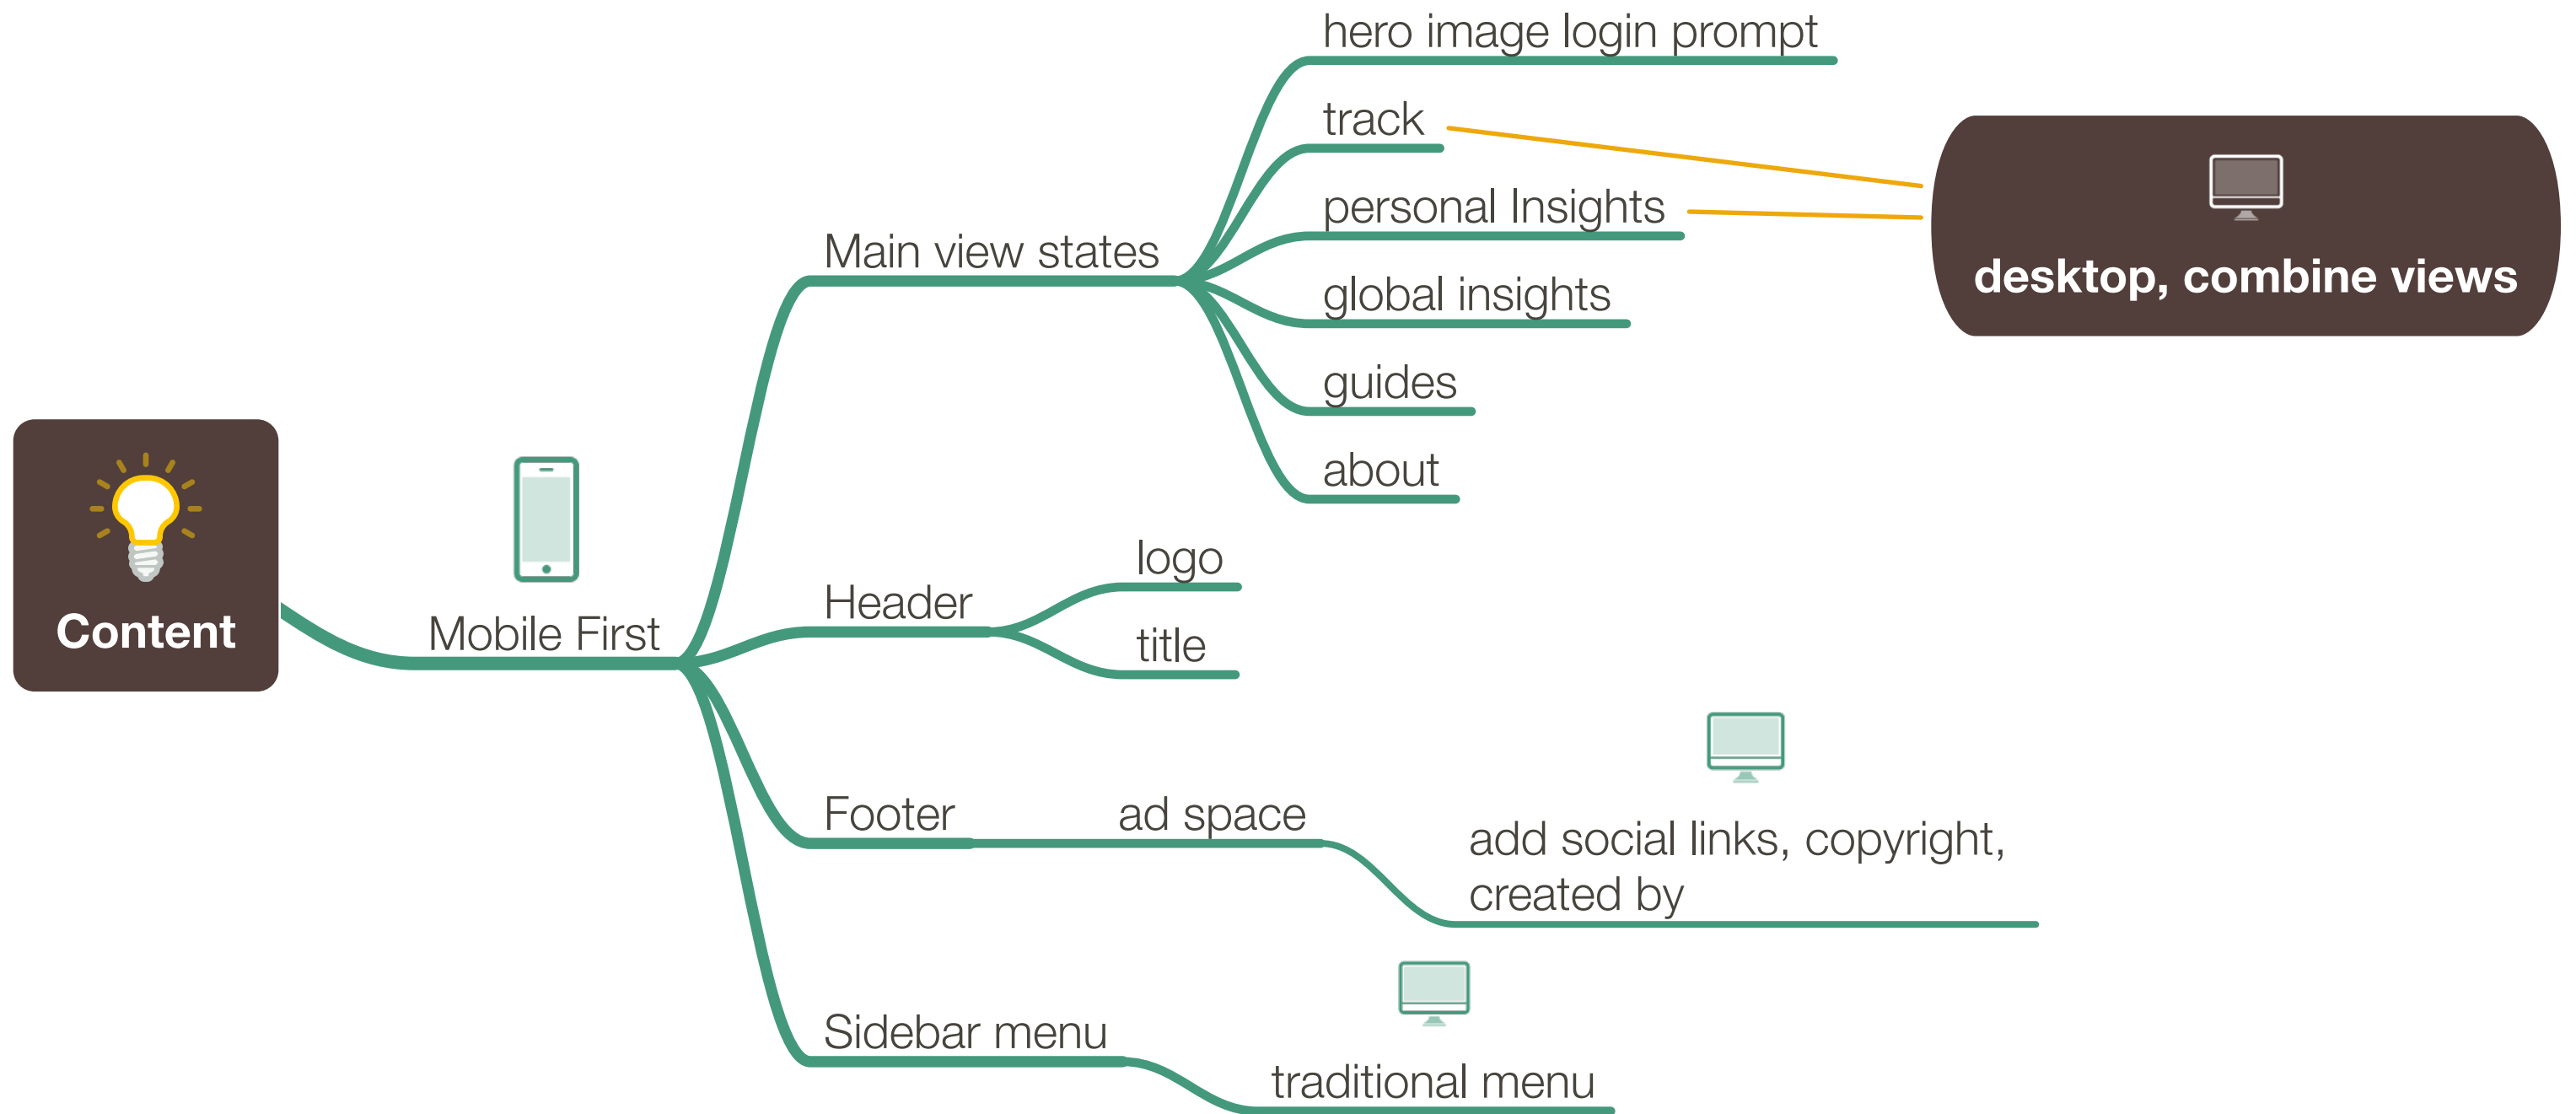 hero image login prompt
track
personal Insights
desktop, combine views
Main view states
global insights
guides
about
Content
Mobile First
Header
logo
title
Footer
ad space
add social links, copyright,
created by
Sidebar menu
traditional menu